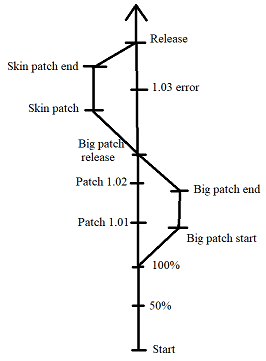 Release
Skin patch end
1.03 error
Skin patch
Big patch
release
Patch 1.02
Big patch end
Patch 1.01
Big patch start
100%
50%
Start